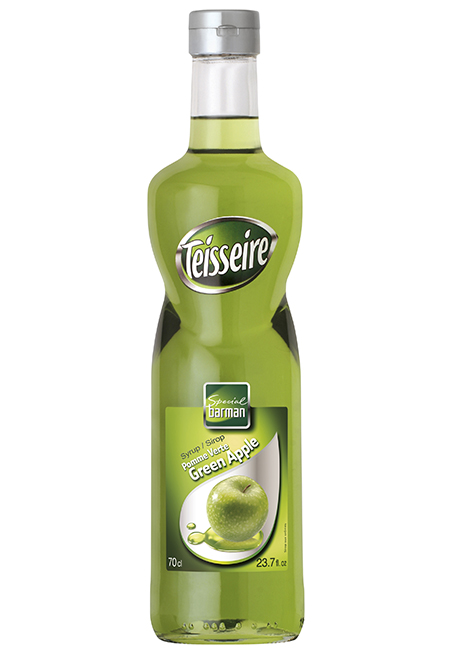 Teisseire
Special
barman
Syrup / Sirop
Pomme Verte
Green Apple
70cl
23.7 fl. oz